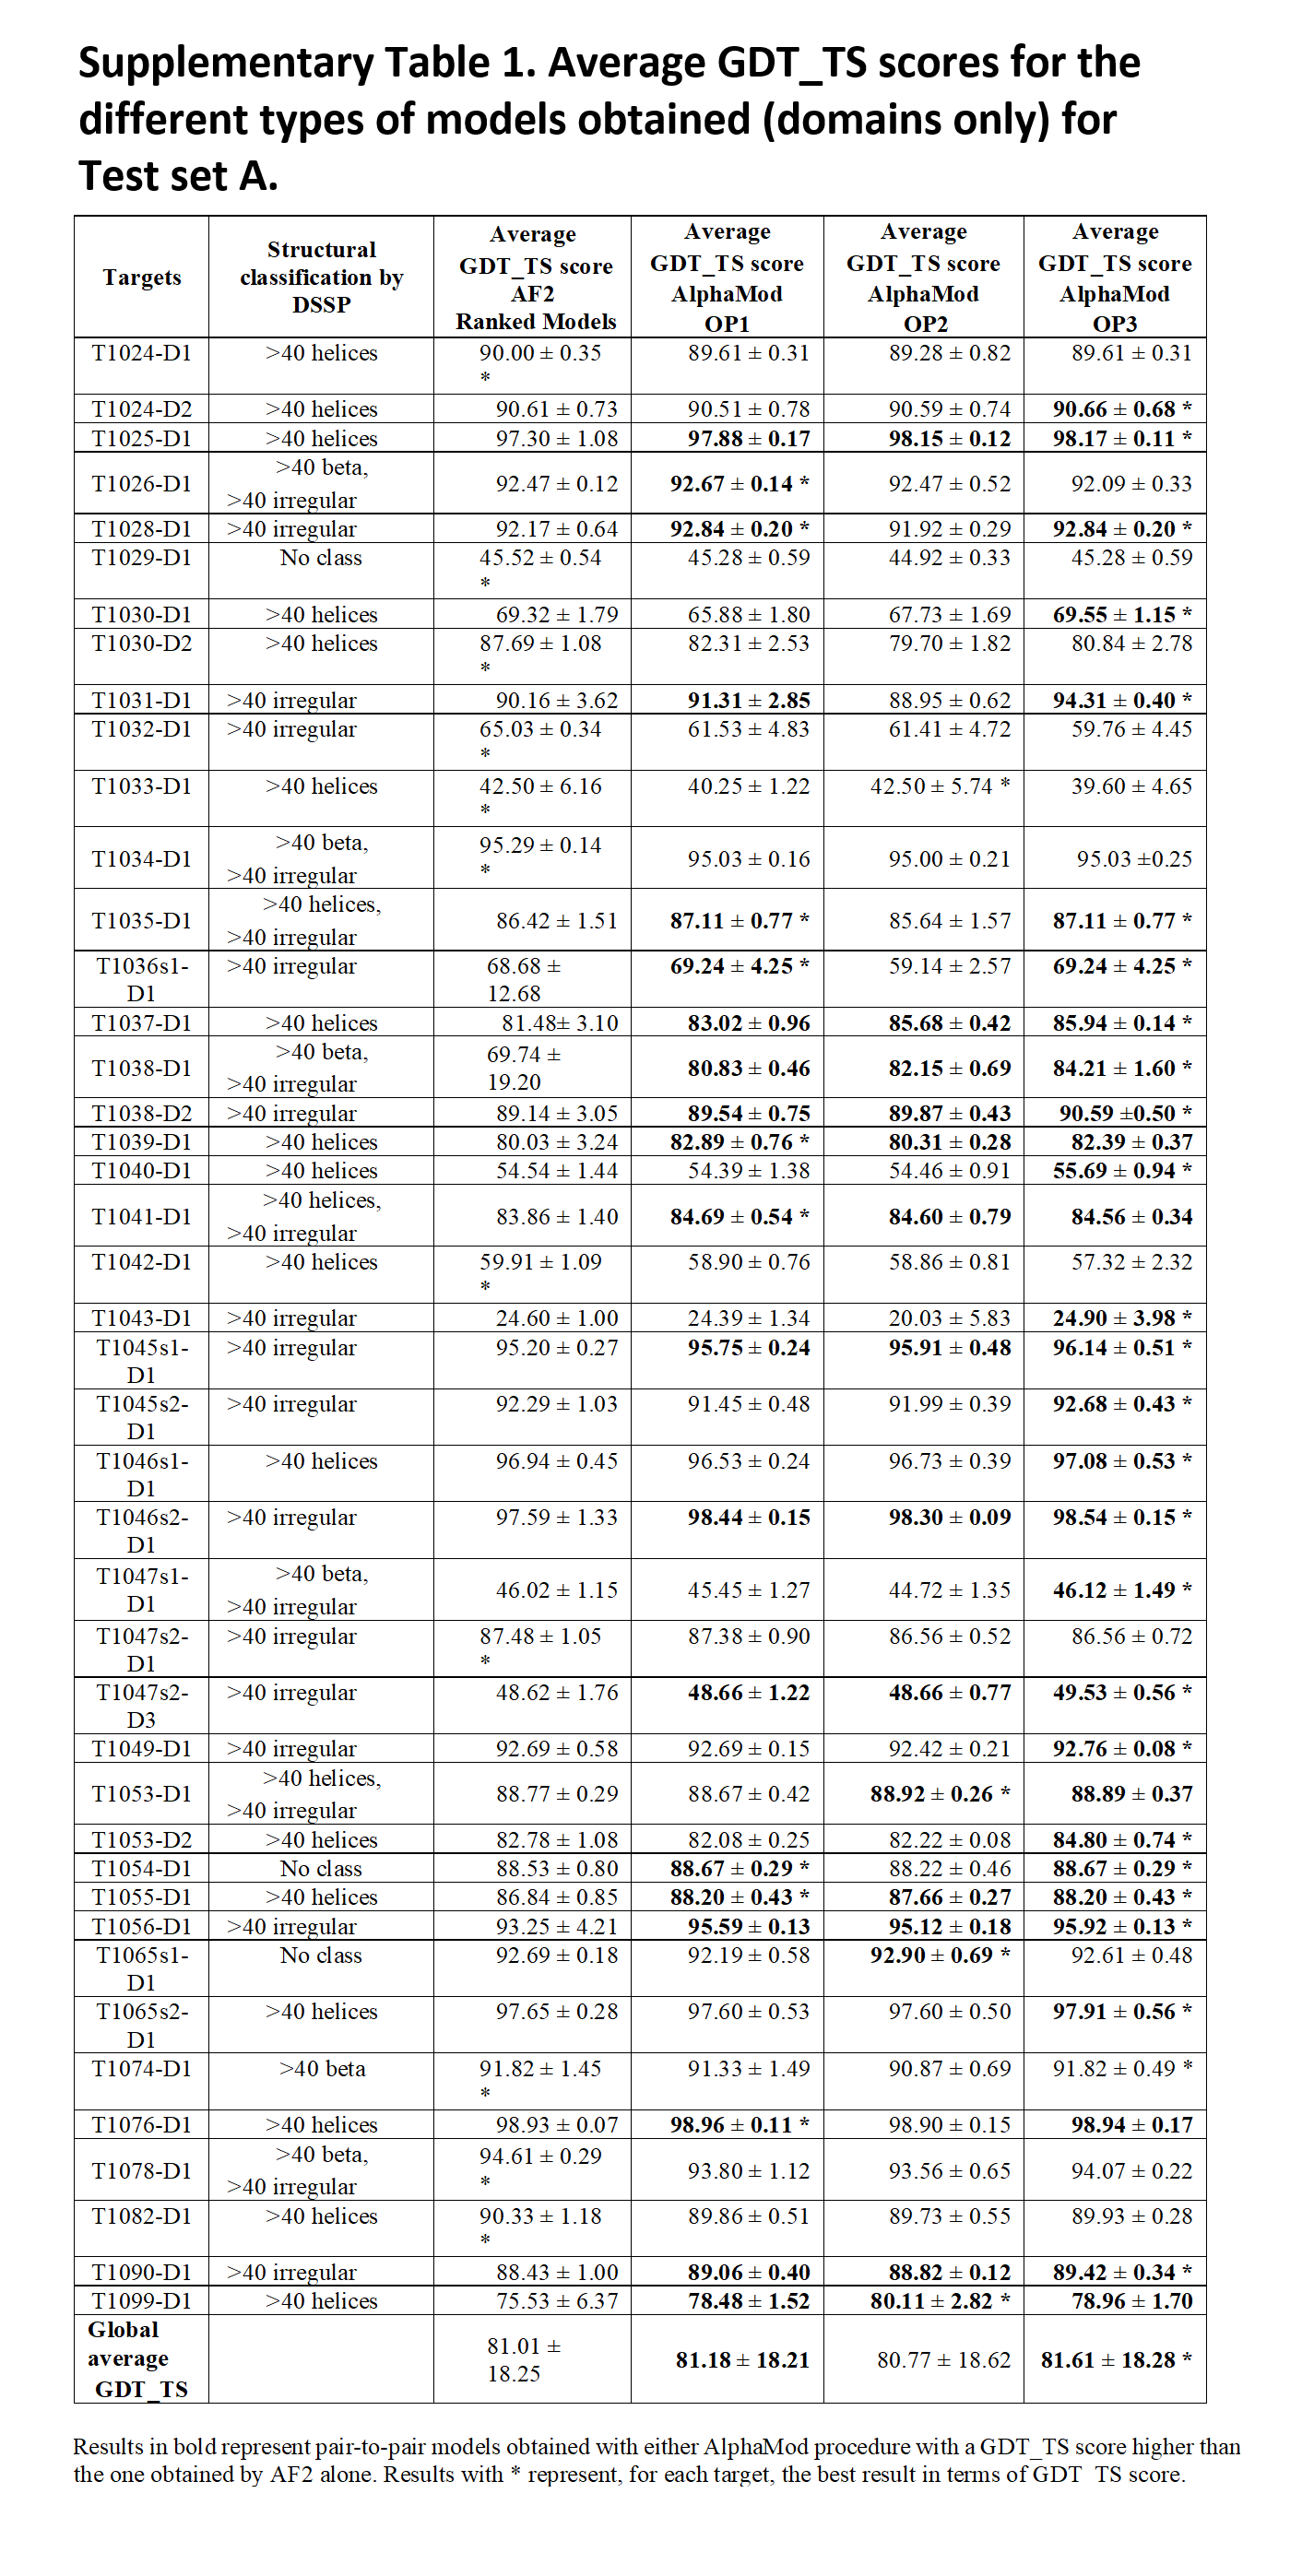 Supplementary Table 1. Average GDT_TS scores for the
different types of models obtained (domains only) for
Test set A.
Targets | Structural classification by DSSP | Average GDT_TS score AF2 Ranked Models | Average GDT_TS score AlphaMod OP1 | Average GDT_TS score AlphaMod OP2 | Average GDT_TS score AlphaMod OP3
T1024-D1 | >40 helices | 90.00 ± 0.35 * | 89.61 ± 0.31 | 89.28 ± 0.82 | 89.61 ± 0.31
T1024-D2 | >40 helices | 90.61 ± 0.73 | 90.51 ± 0.78 | 90.59 ± 0.74 | 90.66 ± 0.68 *
T1025-D1 | >40 helices | 97.30 ± 1.08 | 97.88 ± 0.17 | 98.15 ± 0.12 | 98.17 ± 0.11 *
T1026-D1 | >40 beta, >40 irregular | 92.47 ± 0.12 | 92.67 ± 0.14 * | 92.47 ± 0.52 | 92.09 ± 0.33
T1028-D1 | >40 irregular | 92.17 ± 0.64 | 92.84 ± 0.20 * | 91.92 ± 0.29 | 92.84 ± 0.20 *
T1029-D1 | No class | 45.52 ± 0.54 * | 45.28 ± 0.59 | 44.92 ± 0.33 | 45.28 ± 0.59
T1030-D1 | >40 helices | 69.32 ± 1.79 | 65.88 ± 1.80 | 67.73 ± 1.69 | 69.55 ± 1.15 *
T1030-D2 | >40 helices | 87.69 ± 1.08 * | 82.31 ± 2.53 | 79.70 ± 1.82 | 80.84 ± 2.78
T1031-D1 | >40 irregular | 90.16 ± 3.62 | 91.31 ± 2.85 | 88.95 ± 0.62 | 94.31 ± 0.40 *
T1032-D1 | >40 irregular | 65.03 ± 0.34 * | 61.53 ± 4.83 | 61.41 ± 4.72 | 59.76 ± 4.45
T1033-D1 | >40 helices | 42.50 ± 6.16 * | 40.25 ± 1.22 | 42.50 ± 5.74 * | 39.60 ± 4.65
T1034-D1 | >40 beta, >40 irregular | 95.29 ± 0.14 * | 95.03 ± 0.16 | 95.00 ± 0.21 | 95.03 ±0.25
T1035-D1 | >40 helices, >40 irregular | 86.42 ± 1.51 | 87.11 ± 0.77 * | 85.64 ± 1.57 | 87.11 ± 0.77 *
T1036s1-D1 | >40 irregular | 68.68 ± 12.68 | 69.24 ± 4.25 * | 59.14 ± 2.57 | 69.24 ± 4.25 *
T1037-D1 | >40 helices | 81.48± 3.10 | 83.02 ± 0.96 | 85.68 ± 0.42 | 85.94 ± 0.14 *
T1038-D1 | >40 beta, >40 irregular | 69.74 ± 19.20 | 80.83 ± 0.46 | 82.15 ± 0.69 | 84.21 ± 1.60 *
T1038-D2 | >40 irregular | 89.14 ± 3.05 | 89.54 ± 0.75 | 89.87 ± 0.43 | 90.59 ±0.50 *
T1039-D1 | >40 helices | 80.03 ± 3.24 | 82.89 ± 0.76 * | 80.31 ± 0.28 | 82.39 ± 0.37
T1040-D1 | >40 helices | 54.54 ± 1.44 | 54.39 ± 1.38 | 54.46 ± 0.91 | 55.69 ± 0.94 *
T1041-D1 | >40 helices, >40 irregular | 83.86 ± 1.40 | 84.69 ± 0.54 * | 84.60 ± 0.79 | 84.56 ± 0.34
T1042-D1 | >40 helices | 59.91 ± 1.09 * | 58.90 ± 0.76 | 58.86 ± 0.81 | 57.32 ± 2.32
T1043-D1 | >40 irregular | 24.60 ± 1.00 | 24.39 ± 1.34 | 20.03 ± 5.83 | 24.90 ± 3.98 *
T1045s1-D1 | >40 irregular | 95.20 ± 0.27 | 95.75 ± 0.24 | 95.91 ± 0.48 | 96.14 ± 0.51 *
T1045s2-D1 | >40 irregular | 92.29 ± 1.03 | 91.45 ± 0.48 | 91.99 ± 0.39 | 92.68 ± 0.43 *
T1046s1-D1 | >40 helices | 96.94 ± 0.45 | 96.53 ± 0.24 | 96.73 ± 0.39 | 97.08 ± 0.53 *
T1046s2-D1 | >40 irregular | 97.59 ± 1.33 | 98.44 ± 0.15 | 98.30 ± 0.09 | 98.54 ± 0.15 *
T1047s1-D1 | >40 beta, >40 irregular | 46.02 ± 1.15 | 45.45 ± 1.27 | 44.72 ± 1.35 | 46.12 ± 1.49 *
T1047s2-D1 | >40 irregular | 87.48 ± 1.05 * | 87.38 ± 0.90 | 86.56 ± 0.52 | 86.56 ± 0.72
T1047s2-D3 | >40 irregular | 48.62 ± 1.76 | 48.66 ± 1.22 | 48.66 ± 0.77 | 49.53 ± 0.56 *
T1049-D1 | >40 irregular | 92.69 ± 0.58 | 92.69 ± 0.15 | 92.42 ± 0.21 | 92.76 ± 0.08 *
T1053-D1 | >40 helices, >40 irregular | 88.77 ± 0.29 | 88.67 ± 0.42 | 88.92 ± 0.26 * | 88.89 ± 0.37
T1053-D2 | >40 helices | 82.78 ± 1.08 | 82.08 ± 0.25 | 82.22 ± 0.08 | 84.80 ± 0.74 *
T1054-D1 | No class | 88.53 ± 0.80 | 88.67 ± 0.29 * | 88.22 ± 0.46 | 88.67 ± 0.29 *
T1055-D1 | >40 helices | 86.84 ± 0.85 | 88.20 ± 0.43 * | 87.66 ± 0.27 | 88.20 ± 0.43 *
T1056-D1 | >40 irregular | 93.25 ± 4.21 | 95.59 ± 0.13 | 95.12 ± 0.18 | 95.92 ± 0.13 *
T1065s1-D1 | No class | 92.69 ± 0.18 | 92.19 ± 0.58 | 92.90 ± 0.69 * | 92.61 ± 0.48
T1065s2-D1 | >40 helices | 97.65 ± 0.28 | 97.60 ± 0.53 | 97.60 ± 0.50 | 97.91 ± 0.56 *
T1074-D1 | >40 beta | 91.82 ± 1.45 * | 91.33 ± 1.49 | 90.87 ± 0.69 | 91.82 ± 0.49 *
T1076-D1 | >40 helices | 98.93 ± 0.07 | 98.96 ± 0.11 * | 98.90 ± 0.15 | 98.94 ± 0.17
T1078-D1 | >40 beta, >40 irregular | 94.61 ± 0.29 * | 93.80 ± 1.12 | 93.56 ± 0.65 | 94.07 ± 0.22
T1082-D1 | >40 helices | 90.33 ± 1.18 * | 89.86 ± 0.51 | 89.73 ± 0.55 | 89.93 ± 0.28
T1090-D1 | >40 irregular | 88.43 ± 1.00 | 89.06 ± 0.40 | 88.82 ± 0.12 | 89.42 ± 0.34 *
T1099-D1 | >40 helices | 75.53 ± 6.37 | 78.48 ± 1.52 | 80.11 ± 2.82 * | 78.96 ± 1.70
Global average GDT_TS | | 81.01 ± 18.25 | 81.18 ± 18.21 | 80.77 ± 18.62 | 81.61 ± 18.28 *
Results in bold represent pair-to-pair models obtained with either AlphaMod procedure with a GDT_TS score higher than
the one obtained by AF2 alone. Results with * represent, for each target, the best result in terms of GDT_TS score.